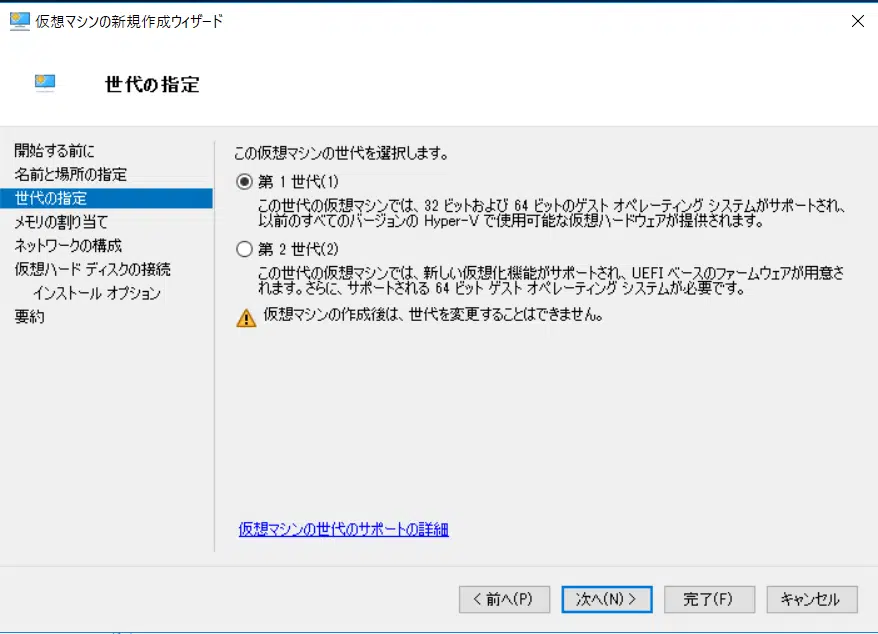 仮想マシンの新規作成ウィザード
世代の指定
開始する前に
名前と場所の指定
世代の指定
メモリの割り当て
ネットワークの構成
仮想ハード ディスクの接続
インストール オプション
要約
この仮想マシンの世代を選択します。
第 1 世代(1)
この世代の仮想マシンでは、32 ビットおよび 64 ビットのゲスト オペレーティング システムがサポートされ、
以前のすべてのバージョンの Hyper-V で使用可能な仮想ハードウェアが提供されます。
第 2 世代(2)
この世代の仮想マシンでは、新しい仮想化機能がサポートされ、UEFI ベースのファームウェアが用意さ
れます。さらに、サポートされる 64 ビット ゲスト オペレーティング システムが必要です。
仮想マシンの作成後は、世代を変更することはできません。
仮想マシンの世代のサポートの詳細
< 前へ(P)
次へ(N) >
完了(F)
キャンセル